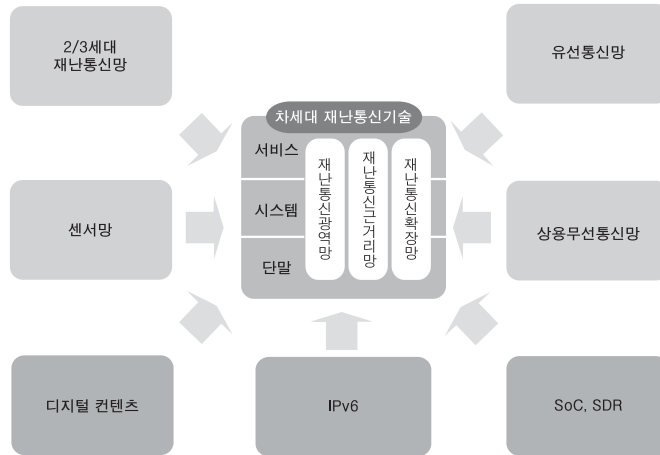 2/3세대
재난통신망
유선통신망
차세대 재난통신기술
서비스
시스템
단말
재난통신광역망
재난통신근거리망
재난통신확장망
센서망
상용무선통신망
디지털 컨텐츠
IPv6
SoC, SDR